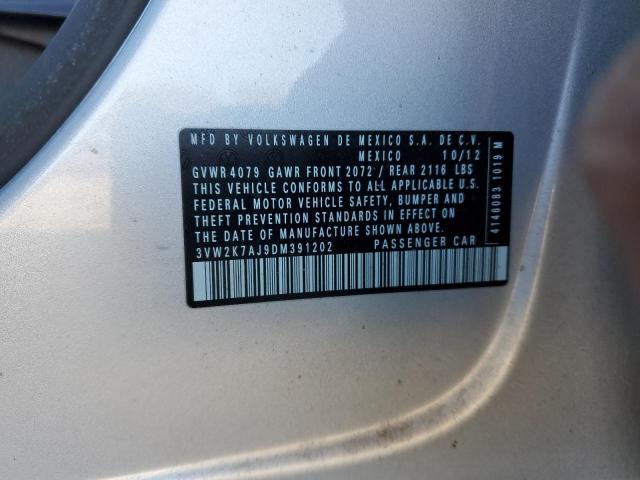 MFD BY VOLKSWAGEN DE MEXICO S.A. DE C.V.
MEXICO 10/12
GVWR 4079 GAWR FRONT 2072 / REAR 2116 LBS
THIS VEHICLE CONFORMS TO ALL APPLICABLE U.S.
FEDERAL MOTOR VEHICLE SAFETY, BUMPER AND
THEFT PREVENTION STANDARDS IN EFFECT ON
THE DATE OF MANUFACTURE SHOWN ABOVE.
3VW2K7AJ9DM391202 PASSENGER CAR
4146083 1019 M